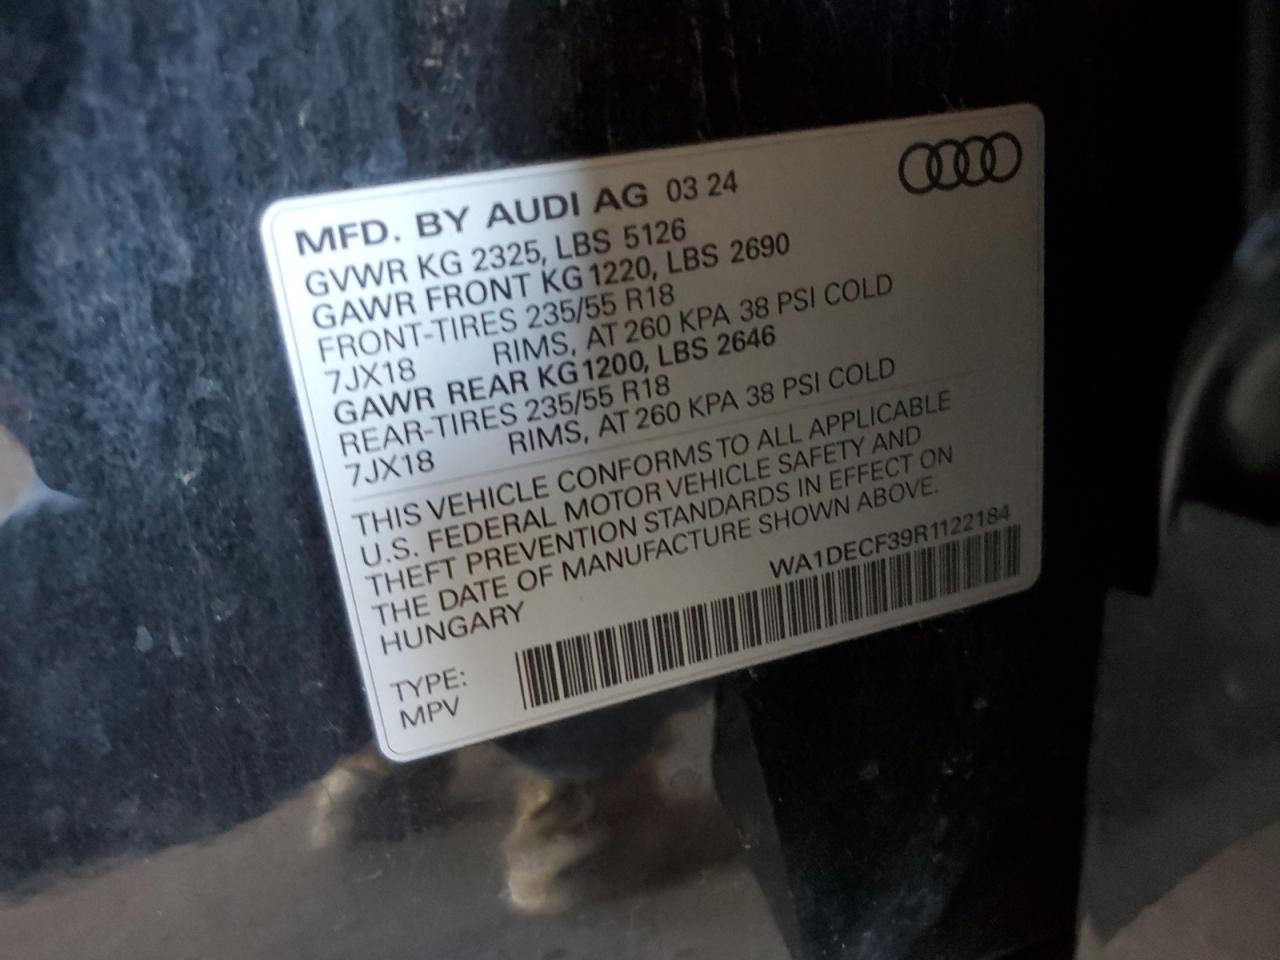 MFD. BY AUDI AG 03 24
GVWR KG 2325, LBS 5126
GAWR FRONT KG 1220, LBS 2690
FRONT-TIRES 235/55 R18
7JX18 RIMS, AT 260 KPA 38 PSI COLD
GAWR REAR KG 1200, LBS 2646
REAR-TIRES 235/55 R18
7JX18 RIMS, AT 260 KPA 38 PSI COLD
THIS VEHICLE CONFORMS TO ALL APPLICABLE
U.S. FEDERAL MOTOR VEHICLE SAFETY AND
THEFT PREVENTION STANDARDS IN EFFECT ON
THE DATE OF MANUFACTURE SHOWN ABOVE.
HUNGARY
WA1DECF39R1122184
TYPE:
MPV